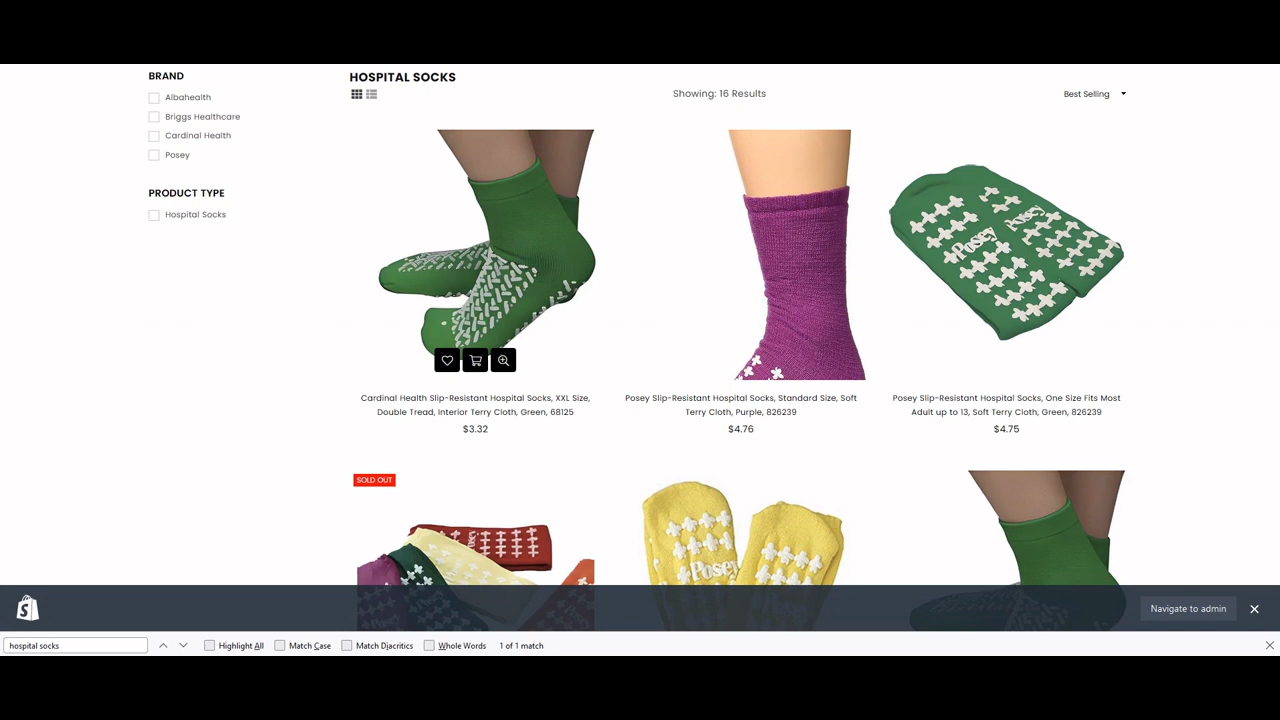 BRAND
Albahealth
Briggs Healthcare
Cardinal Health
Posey
PRODUCT TYPE
Hospital Socks
HOSPITAL SOCKS
Showing: 16 Results
Best Selling
Posey
Posey
Cardinal Health Slip-Resistant Hospital Socks, XXL Size,
Double Tread, Interior Terry Cloth, Green, 68125
$3.32
Posey Slip-Resistant Hospital Socks, Standard Size, Soft
Terry Cloth, Purple, 826239
$4.76
Posey Slip-Resistant Hospital Socks, One Size Fits Most
Adult up to 13, Soft Terry Cloth, Green, 826239
$4.75
SOLD OUT
Posey
Posey
S
Navigate to admin
hospital socks
Highlight All
Match Case
Match Diacritics
Whole Words
1 of 1 match